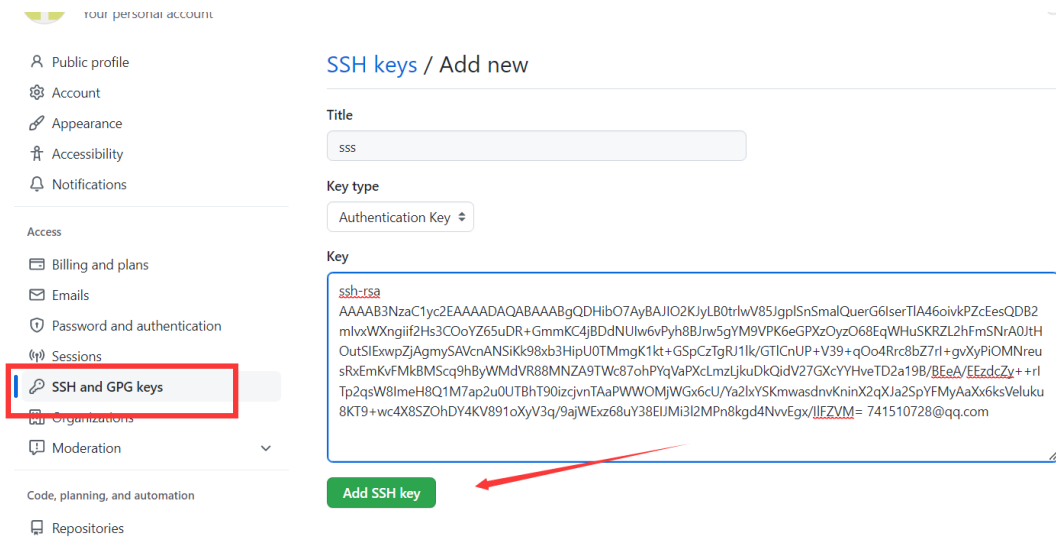 Your personal account
Public profile
Account
Appearance
Accessibility
Notifications
Access
Billing and plans
Emails
Password and authentication
Sessions
SSH and GPG keys
Organizations
Moderation
Code, planning, and automation
Repositories
SSH keys / Add new
Title
sss
Key type
Authentication Key
Key
ssh-rsa
AAAAB3NzaC1yc2EAAAADAQABAAABgQDHibO7AyBAJIO2KJyLB0trlwV85JgplSnSmalQuerG6IserTlA46oivkPZcEesQDB2
mIvxWXngiif2Hs3COoYZ65uDR+GmmKC4jBDdNUIw6vPyh8BJrw5gYM9VPK6eGPXzOyzO68EqWHuSKRZL2hFmSNrA0JtH
OutSIExwpZjAgmySAVcnANSiKk98xb3HipU0TMmgK1kt+GSpCzTgRJ1lk/GTlCnUP+V39+qOo4Rrc8bZ7rI+gvXyPiOMNreu
sRxEmKvFMkBMScq9hByWMdVR88MNZA9TWc87ohPYqVaPXcLmzLjkuDkQidV27GXcYYHveTD2a19B/BEeA/EEzdcZy++rI
Tp2qsW8ImeH8Q1M7ap2u0UTBhT90izcjvnTAaPWWOMjWGx6cU/Ya2lxYSKmwasdnvKninX2qXJa2SpYFMyAaXx6ksVeluku
8KT9+wc4X8SZOhDY4KV891oXyV3q/9ajWExz68uY38EIJMi3l2MPn8kgd4NvvEgx/IlFZVM= 741510728@qq.com
Add SSH key